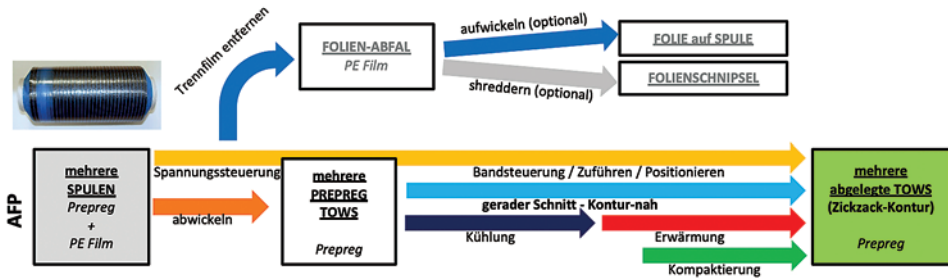 Trennfilm entfernen
FOLIEN-ABFAL
PE Film
aufwickeln (optional)
shreddern (optional)
FOLIE auf SPULE
FOLIENSCHNIPSEL
AFP
mehrere
SPULEN
Prepreg
+
PE Film
Spannungssteuerung
abwickeln
mehrere
PREPREG
TOWS
Prepreg
Bandsteuerung / Zuführen / Positionieren
gerader Schnitt - Kontur-nah
Kühlung
Erwärmung
Kompaktierung
mehrere
abgelegte TOWS
(Zickzack-Kontur)
Prepreg